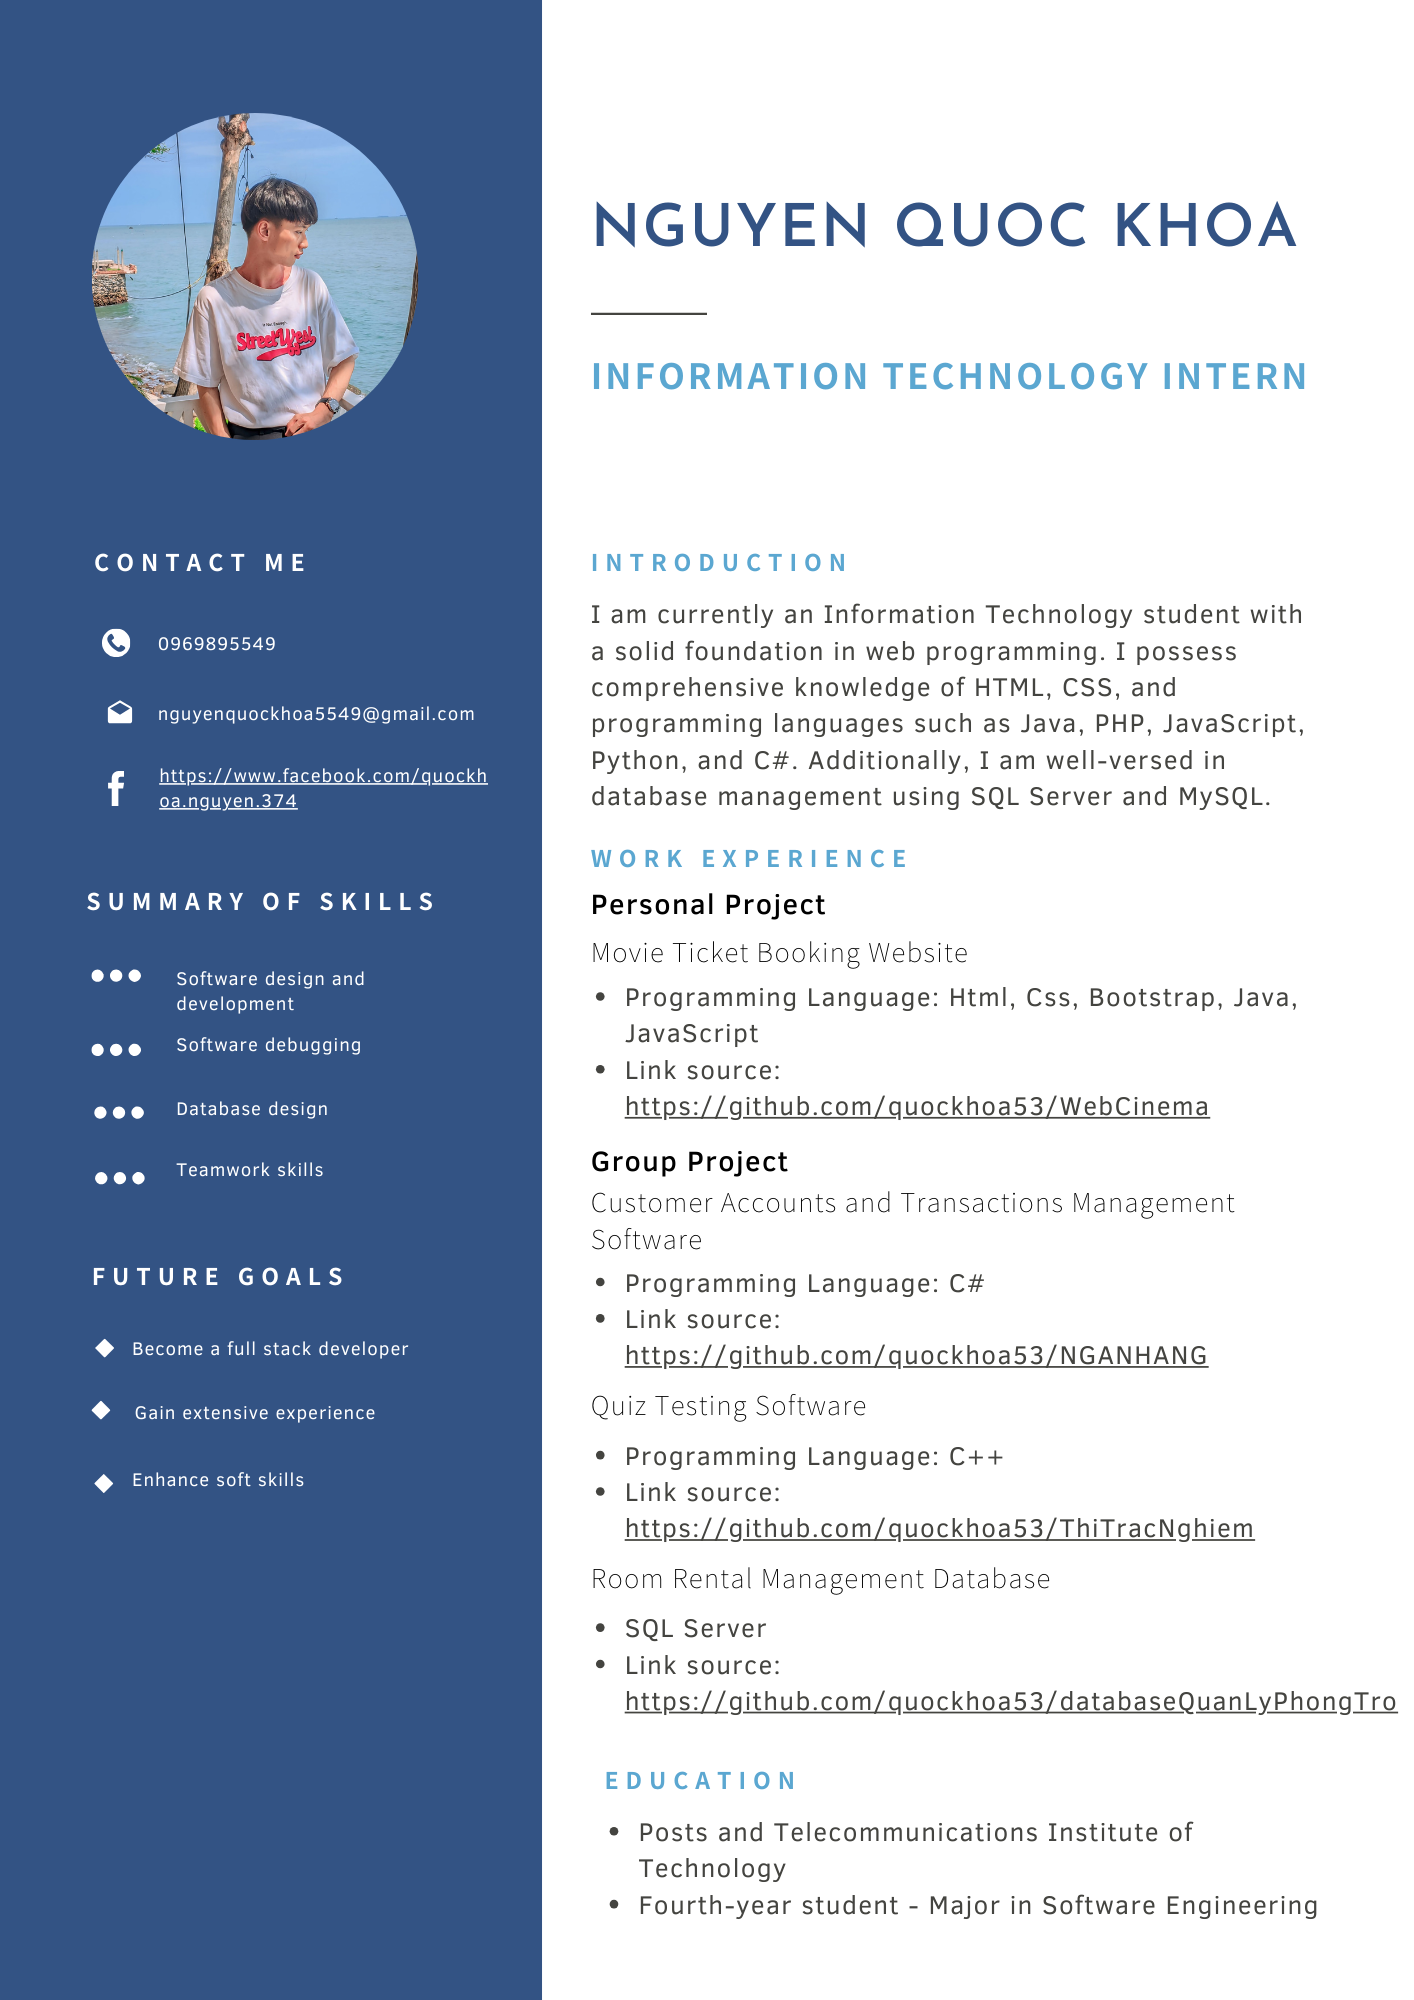 NGUYEN QUOC KHOA
INFORMATION TECHNOLOGY INTERN
Street West
CONTACT ME
0969895549
nguyenquockhoa5549@gmail.com
https://www.facebook.com/quockh
oa.nguyen.374
SUMMARY OF SKILLS
Software design and
development
Software debugging
Database design
Teamwork skills
FUTURE GOALS
Become a full stack developer
Gain extensive experience
Enhance soft skills
INTRODUCTION
I am currently an Information Technology student with
a solid foundation in web programming. I possess
comprehensive knowledge of HTML, CSS, and
programming languages such as Java, PHP, JavaScript,
Python, and C#. Additionally, I am well-versed in
database management using SQL Server and MySQL.
WORK EXPERIENCE
Personal Project
Movie Ticket Booking Website
• Programming Language: Html, Css, Bootstrap, Java,
JavaScript
• Link source:
https://github.com/quockhoa53/WebCinema
Group Project
Customer Accounts and Transactions Management
Software
• Programming Language: C#
• Link source:
https://github.com/quockhoa53/NGANHANG
Quiz Testing Software
• Programming Language: C++
• Link source:
https://github.com/quockhoa53/ThiTracNghiem
Room Rental Management Database
• SQL Server
• Link source:
https://github.com/quockhoa53/databaseQuanLyPhongTro
EDUCATION
• Posts and Telecommunications Institute of
Technology
• Fourth-year student - Major in Software Engineering